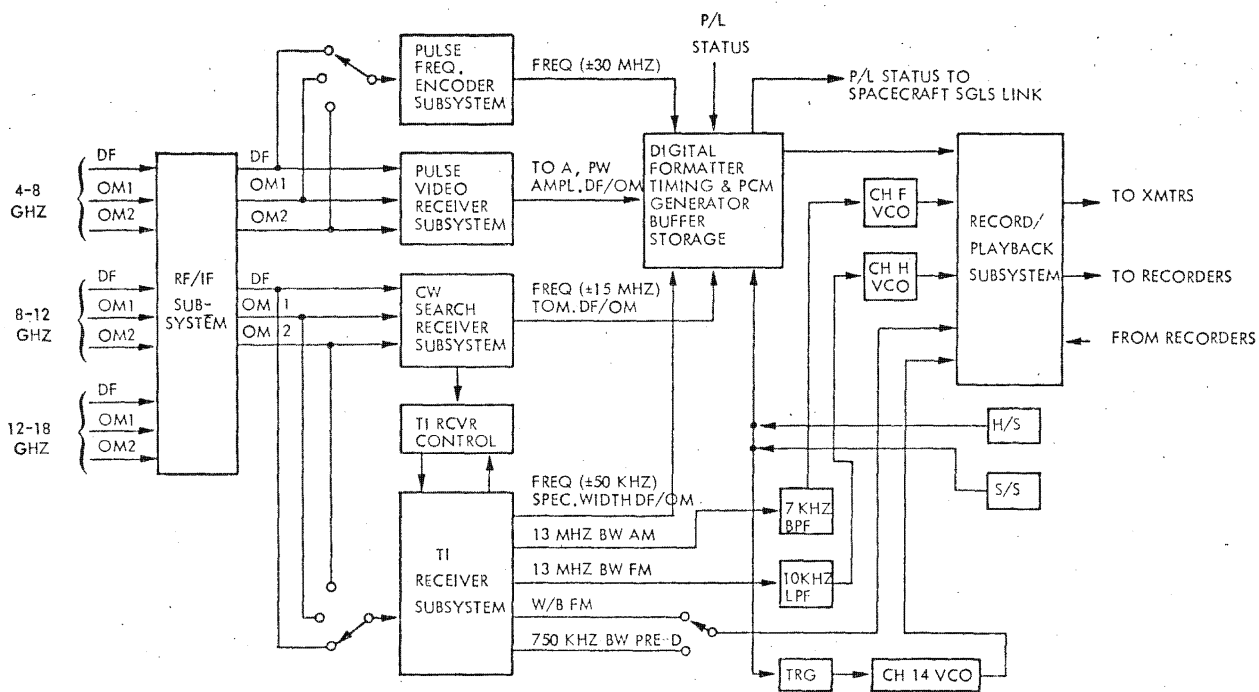 P/L
STATUS
PULSE
FREQ.
ENCODER
SUBSYSTEM
FREQ (±30 MHZ)
P/L STATUS TO
SPACECRAFT SGLS LINK
4-8
GHZ
DF
OM1
OM2
DF
OM1
OM2
PULSE
VIDEO
RECEIVER
SUBSYSTEM
TO A, PW
AMPL. DF/OM
DIGITAL
FORMATTER
TIMING & PCM
GENERATOR
BUFFER
STORAGE
CH F
VCO
CH H
VCO
RECORD/
PLAYBACK
SUBSYSTEM
TO XMTRS
TO RECORDERS
FROM RECORDERS
RF/IF
SUB-
SYSTEM
8-12
GHZ
DF
OM1
OM2
DF
OM 1
OM 2
CW
SEARCH
RECEIVER
SUBSYSTEM
FREQ (±15 MHZ)
TOM. DF/OM
12-18
GHZ
DF
OM1
OM2
TI RCVR
CONTROL
H/S
S/S
TI
RECEIVER
SUBSYSTEM
FREQ (±50 KHZ)
SPEC. WIDTH DF/OM
13 MHZ BW AM
7 KHZ
BPF
13 MHZ BW FM
10KHZ
LPF
W/B FM
750 KHZ BW PRE-D
TRG
CH 14 VCO